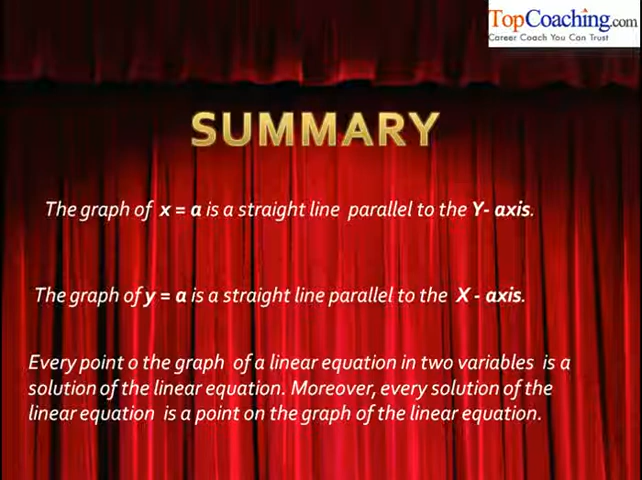 TopCoaching.com
Career Coach You Can Trust
SUMMARY
The graph of x = a is a straight line parallel to the Y- axis.
The graph of y = a is a straight line parallel to the X - axis.
Every point o the graph of a linear equation in two variables is a
solution of the linear equation. Moreover, every solution of the
linear equation is a point on the graph of the linear equation.